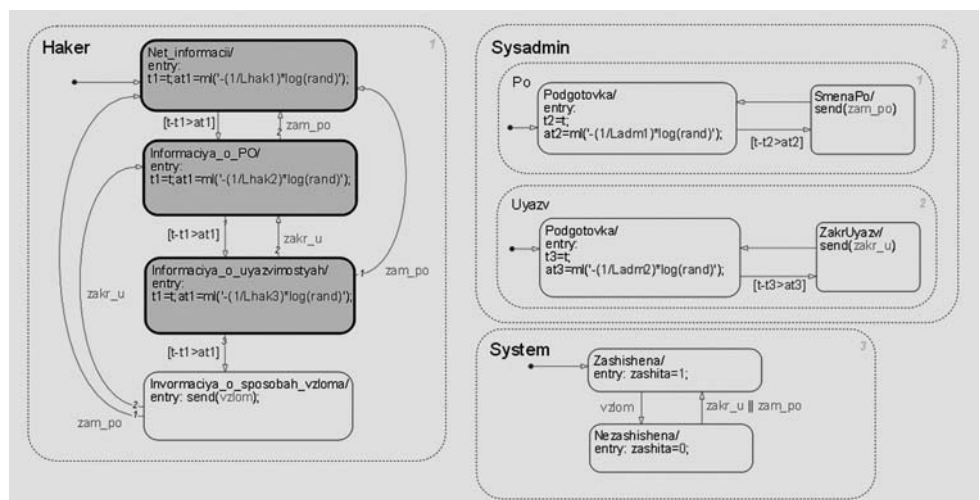 Haker
1
Net_informacii/
entry:
t1=t;at1=ml('-(1/Lhak1)*log(rand)');
[t-t1>at1]
zam_po
2
Informaciya_o_PO/
entry:
t1=t;at1=ml('-(1/Lhak2)*log(rand)');
1
[t-t1>at1]
zakr_u
2
Informaciya_o_uyazvimostyah/
entry:
t1=t;at1=ml('-(1/Lhak3)*log(rand)');
1
zam_po
zakr_u
3
[t-t1>at1]
Invormaciya_o_sposobah_vzloma/
entry: send(vzlom);
2
1
zam_po
Sysadmin
2
Po
1
Podgotovka/
entry:
t2=t;
at2=ml('-(1/Ladm1)*log(rand)');
[t-t2>at2]
SmenaPo/
send(zam_po)
Uyazv
2
Podgotovka/
entry:
t3=t;
at3=ml('-(1/Ladm2)*log(rand)');
[t-t3>at3]
ZakrUyazv/
send(zakr_u)
System
3
Zashishena/
entry: zashita=1;
vzlom
zakr_u || zam_po
Nezashishena/
entry: zashita=0;